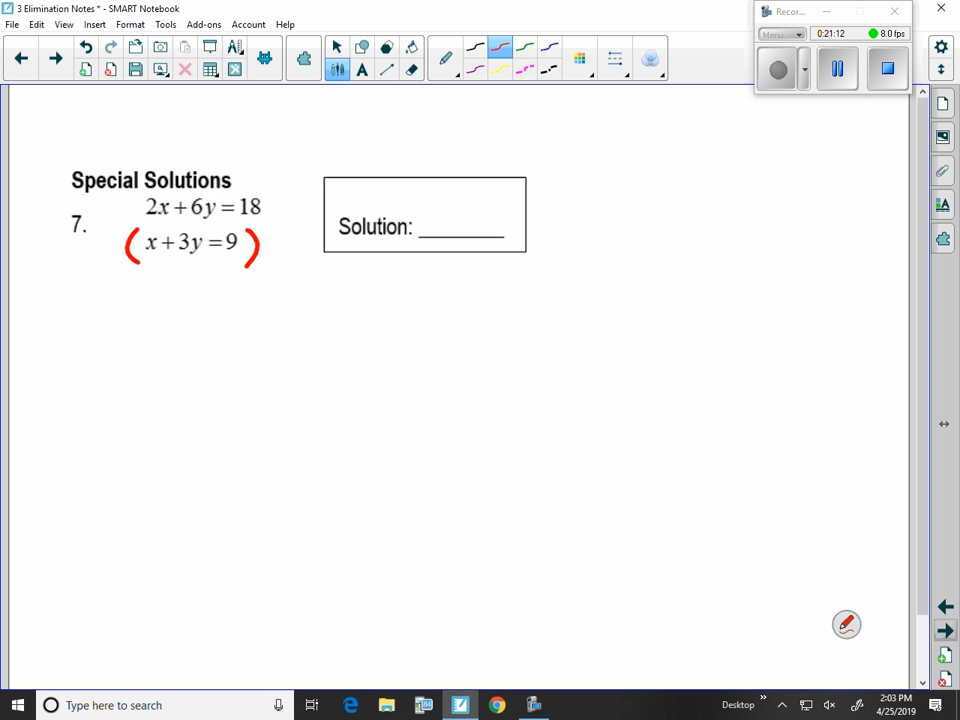 3 Elimination Notes * - SMART Notebook
Recor...
File Edit View Insert Format Tools Add-ons Account Help
Menu 0:21:12 8.0 fps
Special Solutions
7. 2x + 6y = 18
( x + 3y = 9 )
Solution: ________
Type here to search
Desktop
2:03 PM
4/25/2019